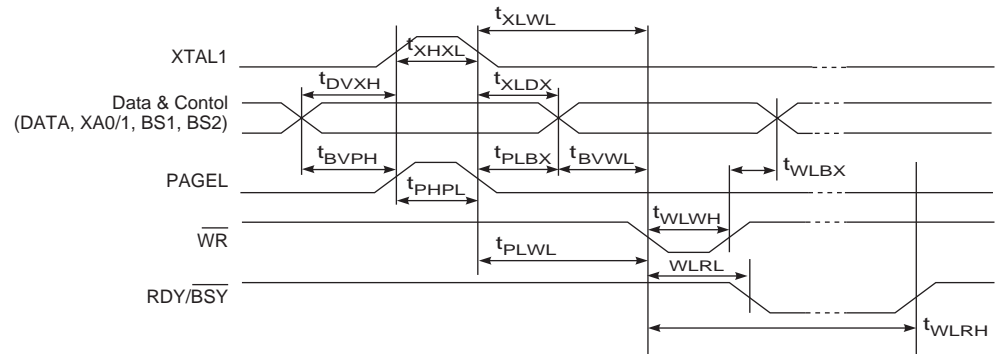 tXLWL
XTAL1
tXHXL
tDVXH
tXLDX
Data & Contol
(DATA, XA0/1, BS1, BS2)
tBVPH
tPLBX
tBVWL
tWLBX
PAGEL
tPHPL
tWLWH
WR
tPLWL
WLRL
RDY/BSY
tWLRH